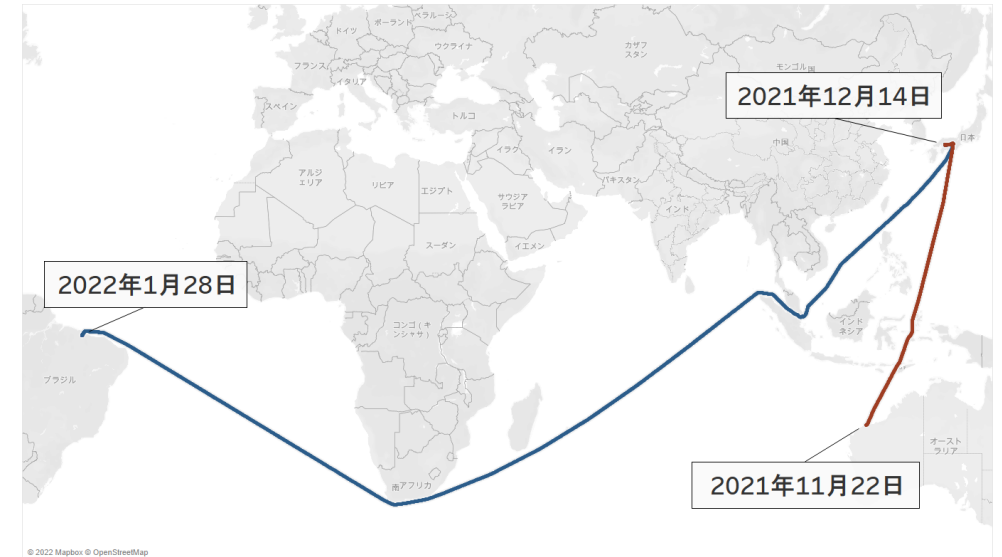 ベラルーシ
ポーランド
ドイツ
ウクライナ
カザフ
スタン
フランス
モンゴル国
イタリア
2021年12月14日
スペイン
トルコ
日本
中国
イラク
イラン
アルジ
エリア
リビア
エジプト
パキスタン
サウジア
ラビア
インド
スーダン
イエメン
2022年1月28日
コンゴ(キ
ンシャサ)
インド
ネシア
ブラジル
オースト
ラリア
南アフリカ
2021年11月22日
© 2022 Mapbox © OpenStreetMap